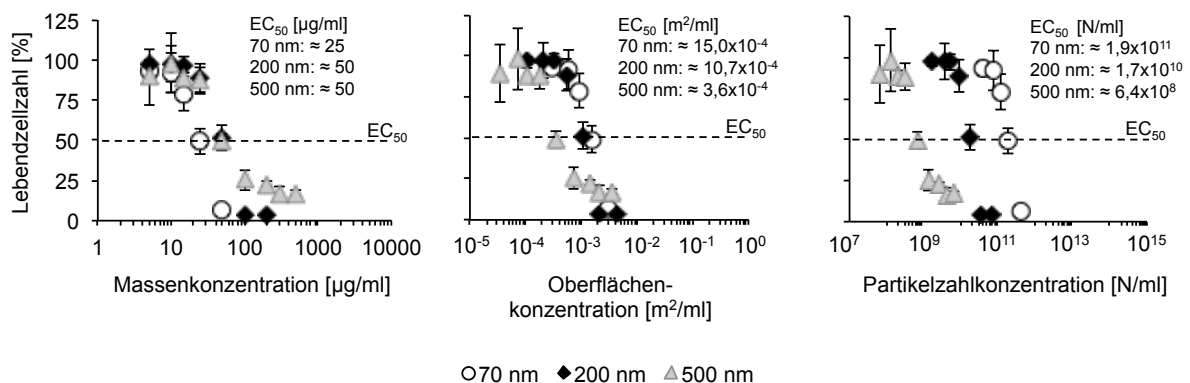 Lebendzellzahl [%]
125
100
75
50
25
0
EC₅₀ [µg/ml]
70 nm: ≈ 25
200 nm: ≈ 50
500 nm: ≈ 50
EC₅₀
1
10
100
1000
10000
Massenkonzentration [µg/ml]
EC₅₀ [m²/ml]
70 nm: ≈ 15,0x10⁻⁴
200 nm: ≈ 10,7x10⁻⁴
500 nm: ≈ 3,6x10⁻⁴
EC₅₀
10⁻⁵
10⁻⁴
10⁻³
10⁻²
10⁻¹
10⁰
Oberflächen-
konzentration [m²/ml]
EC₅₀ [N/ml]
70 nm: ≈ 1,9x10¹¹
200 nm: ≈ 1,7x10¹⁰
500 nm: ≈ 6,4x10⁸
EC₅₀
10⁷
10⁹
10¹¹
10¹³
10¹⁵
Partikelzahlkonzentration [N/ml]
70 nm
200 nm
500 nm